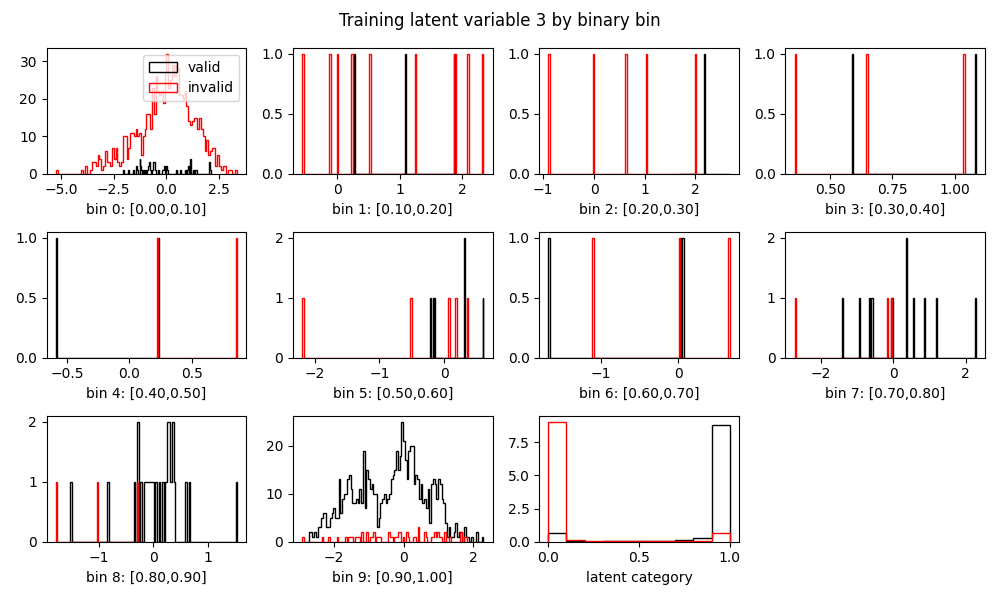 Training latent variable 3 by binary bin
valid
invalid
30
20
10
0
−5.0 −2.5 0.0 2.5
bin 0: [0.00,0.10]
1.0
0.5
0.0
0 1 2
bin 1: [0.10,0.20]
1.0
0.5
0.0
−1 0 1 2
bin 2: [0.20,0.30]
1.0
0.5
0.0
0.50 0.75 1.00
bin 3: [0.30,0.40]
1.0
0.5
0.0
−0.5 0.0 0.5
bin 4: [0.40,0.50]
2
1
0
−2 −1 0
bin 5: [0.50,0.60]
1.0
0.5
0.0
−1 0
bin 6: [0.60,0.70]
2
1
0
−2 0 2
bin 7: [0.70,0.80]
2
1
0
−1 0 1
bin 8: [0.80,0.90]
20
10
0
−2 0 2
bin 9: [0.90,1.00]
7.5
5.0
2.5
0.0
0.0 0.5 1.0
latent category